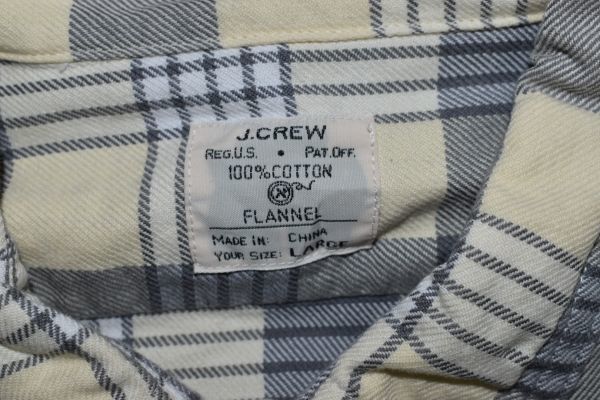 J.CREW
REG.U.S. • PAT.OFF.
100%COTTON
FLANNEL
MADE IN: CHINA
YOUR SIZE: LARGE